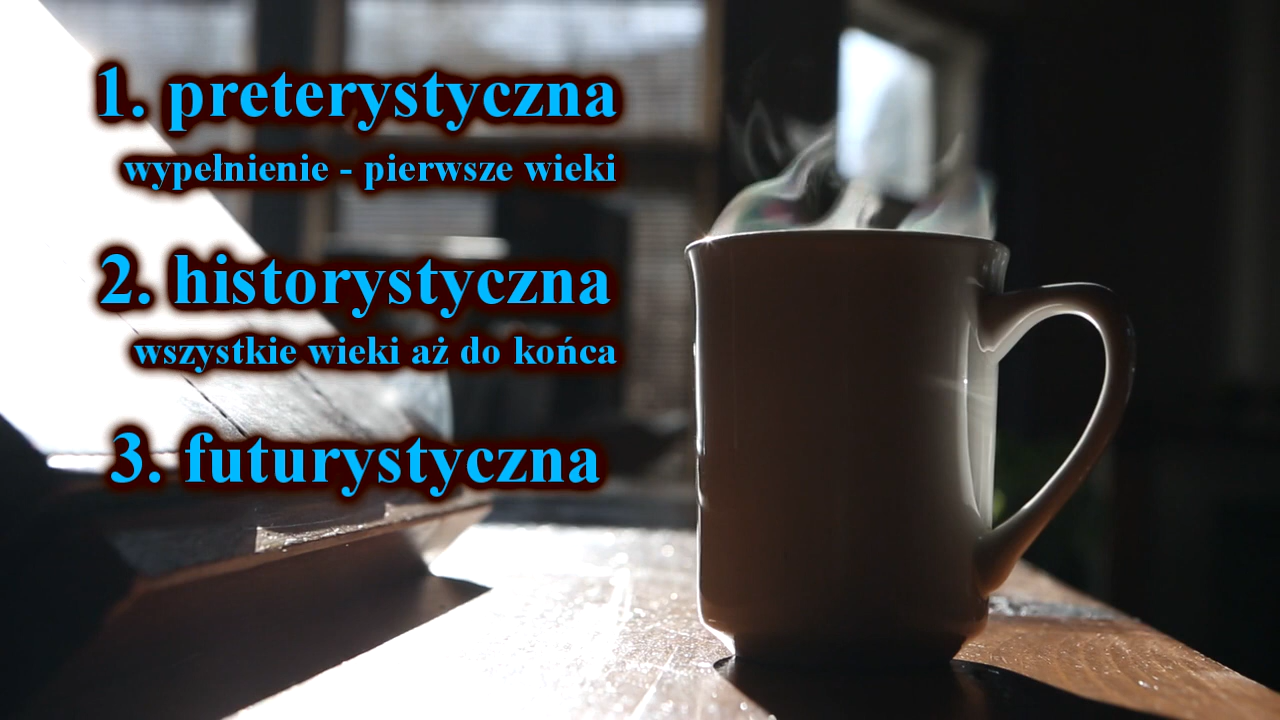 1. preterystyczna
wypełnienie - pierwsze wieki
2. historystyczna
wszystkie wieki aż do końca
3. futurystyczna